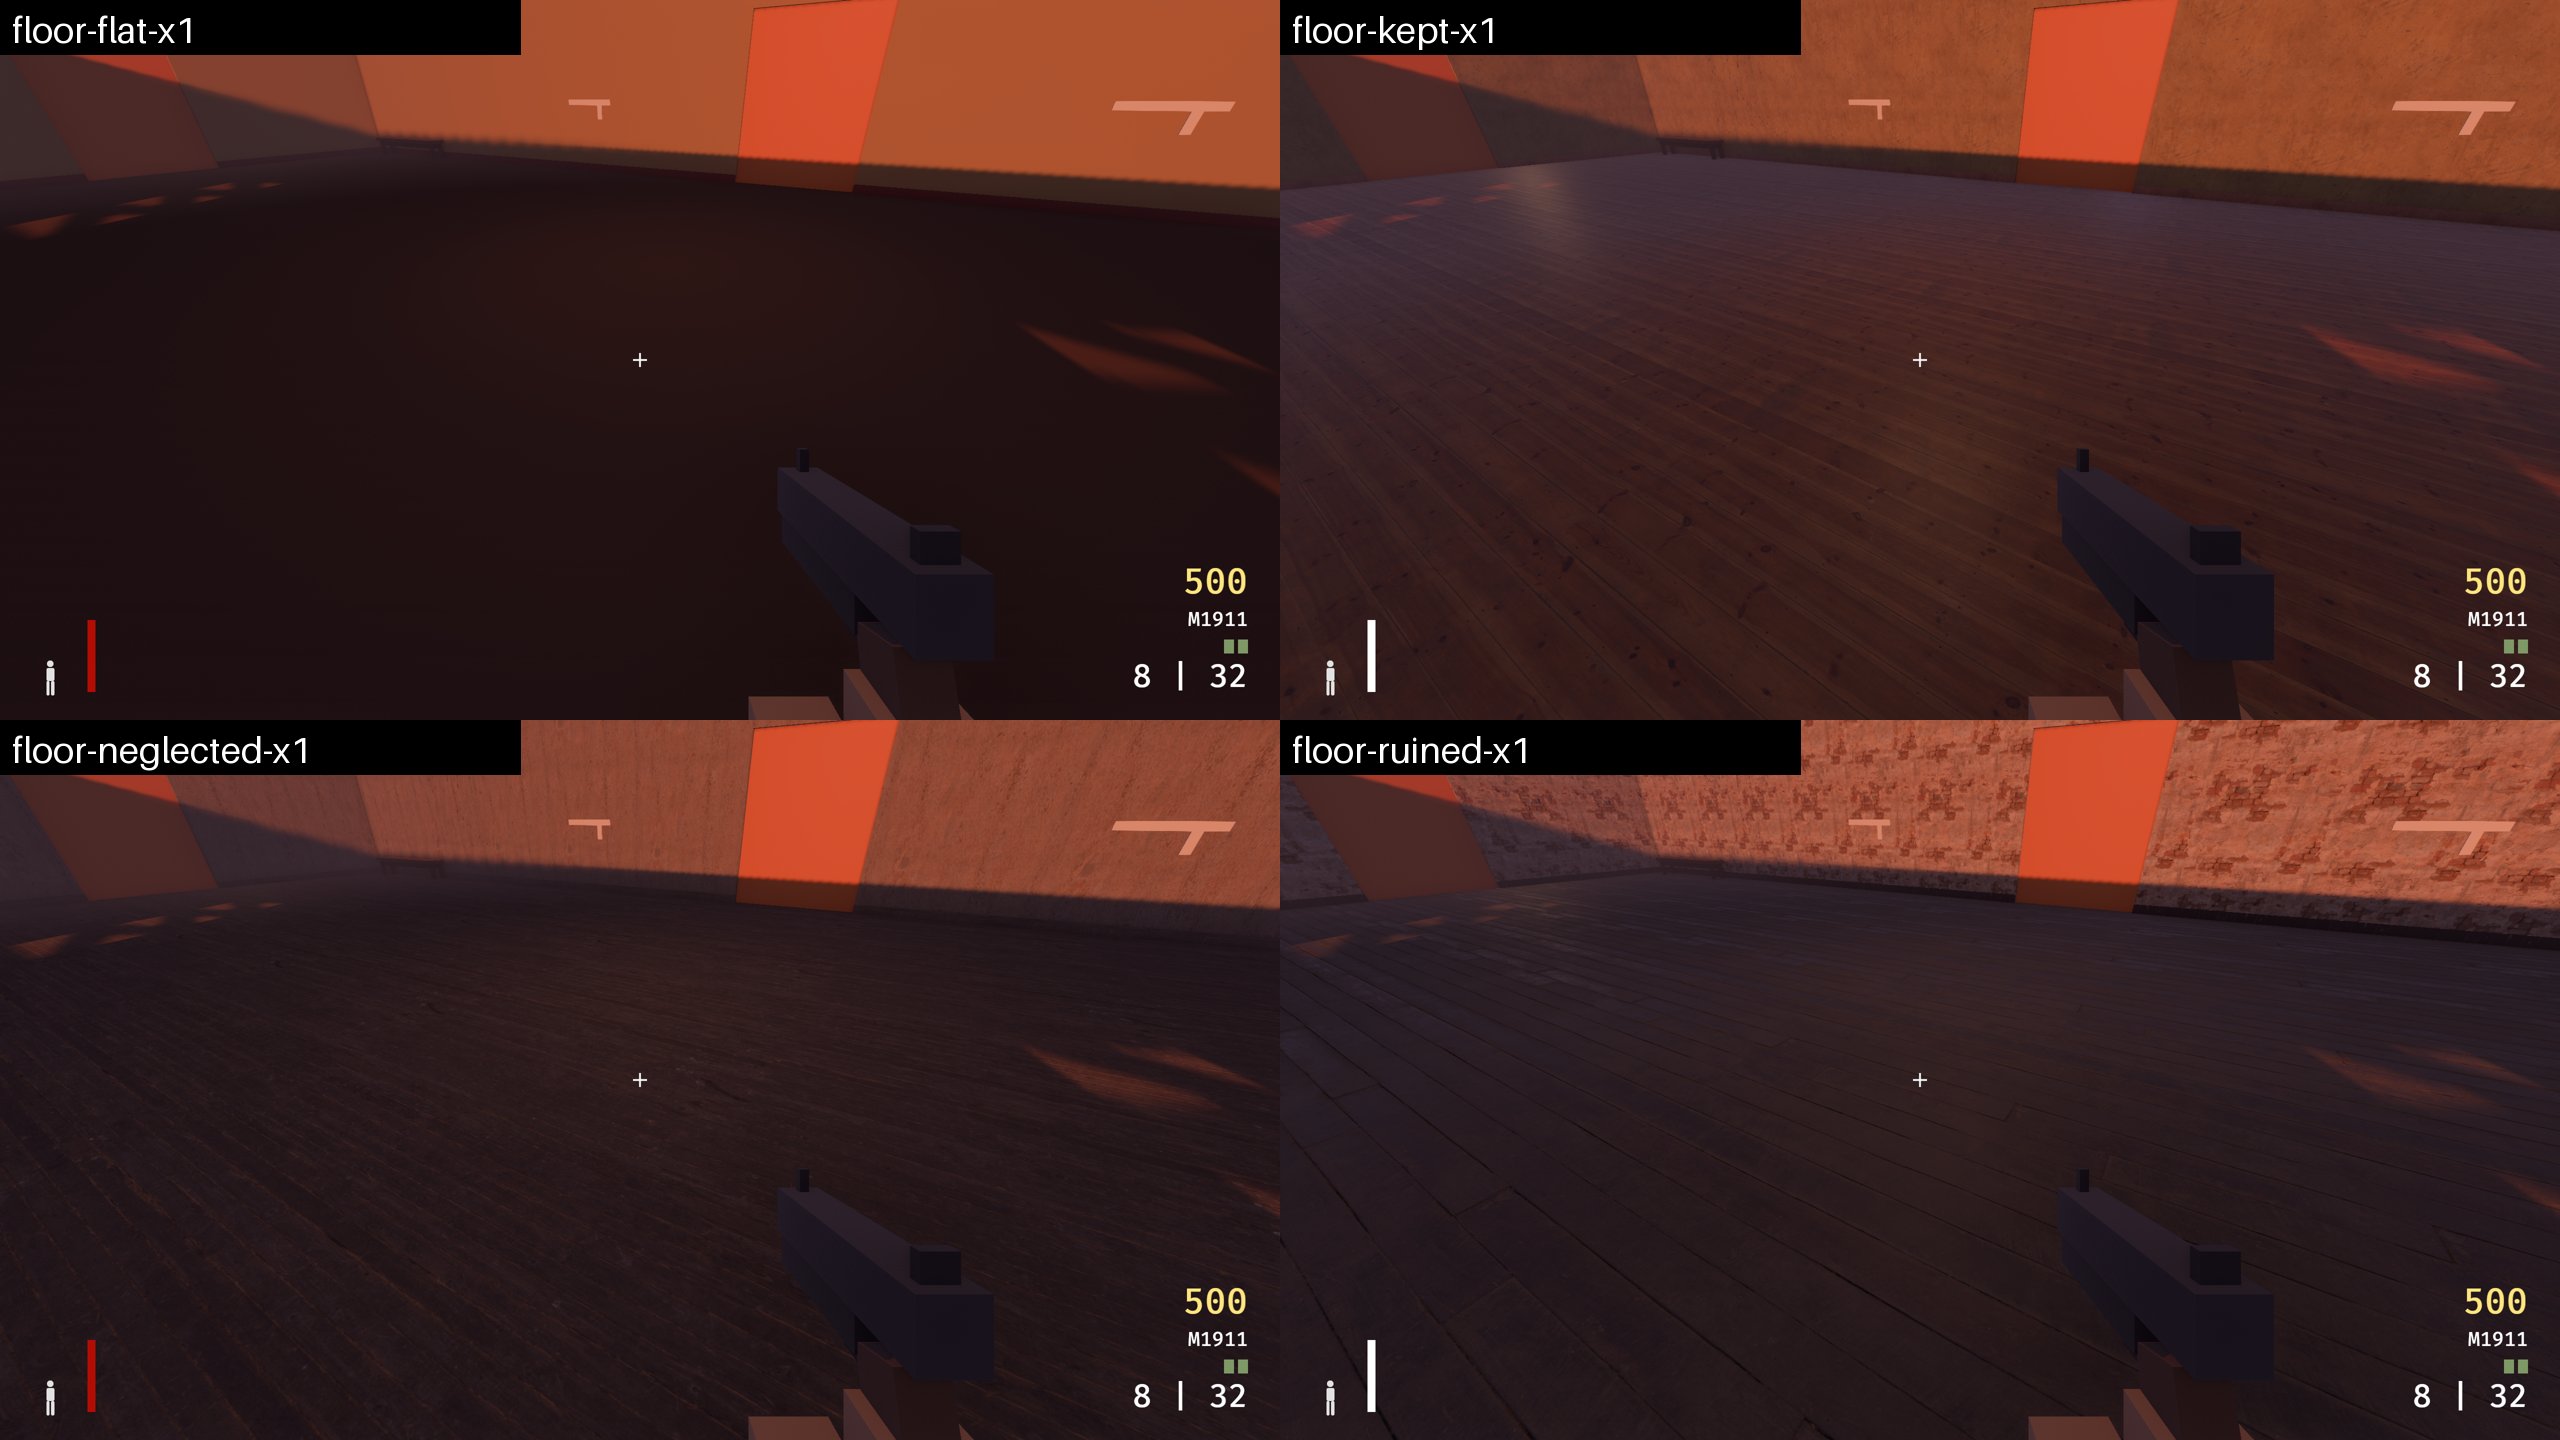 floor-flat-x1
500
M1911
8 | 32
floor-kept-x1
500
M1911
8 | 32
floor-neglected-x1
500
M1911
8 | 32
floor-ruined-x1
500
M1911
8 | 32